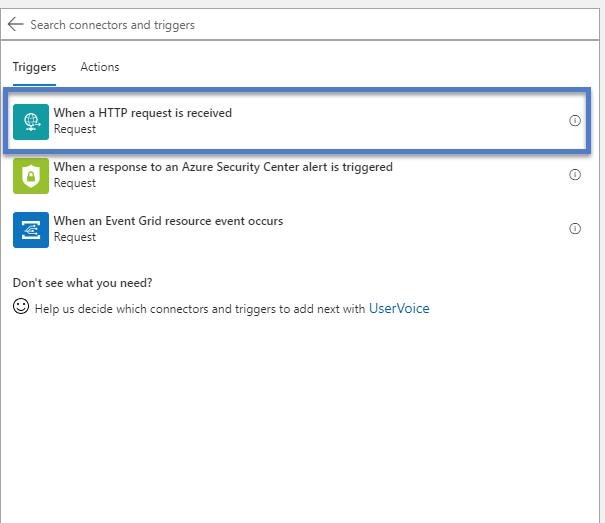 Search connectors and triggers
Triggers Actions
When a HTTP request is received
Request
When a response to an Azure Security Center alert is triggered
Request
When an Event Grid resource event occurs
Request
Don't see what you need?
Help us decide which connectors and triggers to add next with UserVoice